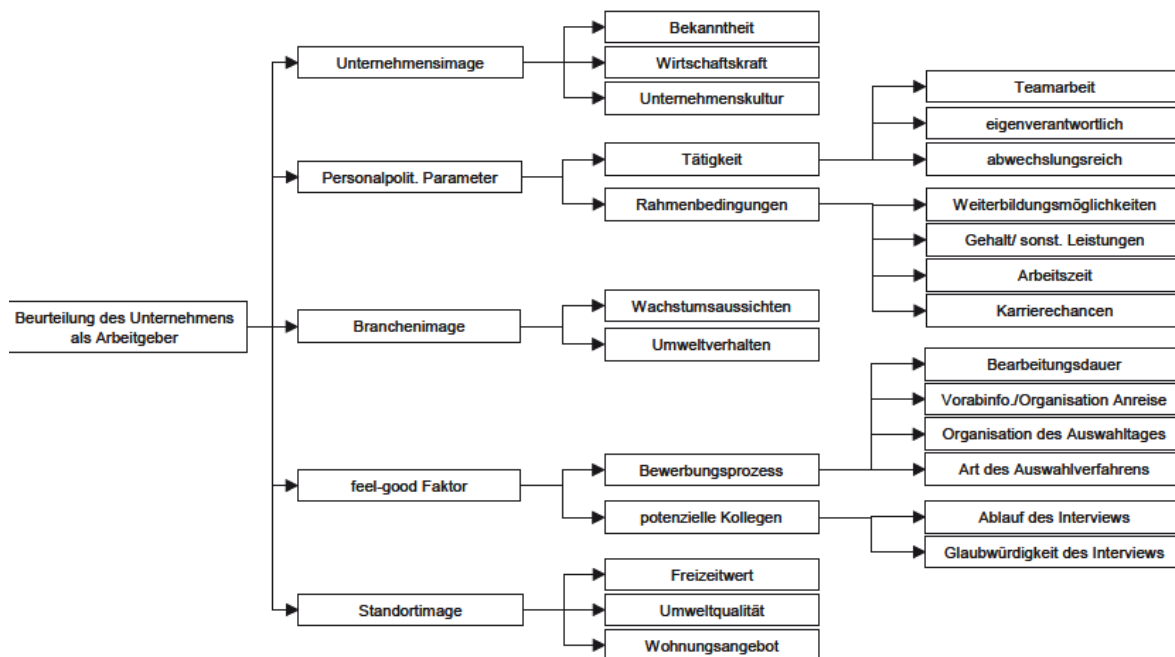 Bekanntheit
Unternehmensimage
Wirtschaftskraft
Unternehmenskultur
Teamarbeit
eigenverantwortlich
Personalpolit. Parameter
Tätigkeit
abwechslungsreich
Rahmenbedingungen
Weiterbildungsmöglichkeiten
Gehalt/ sonst. Leistungen
Arbeitszeit
Karrierechancen
Beurteilung des Unternehmens
als Arbeitgeber
Branchenimage
Wachstumsaussichten
Umweltverhalten
Bearbeitungsdauer
Vorabinfo./Organisation Anreise
Organisation des Auswahltages
feel-good Faktor
Bewerbungsprozess
Art des Auswahlverfahrens
potenzielle Kollegen
Ablauf des Interviews
Glaubwürdigkeit des Interviews
Standortimage
Freizeitwert
Umweltqualität
Wohnungsangebot